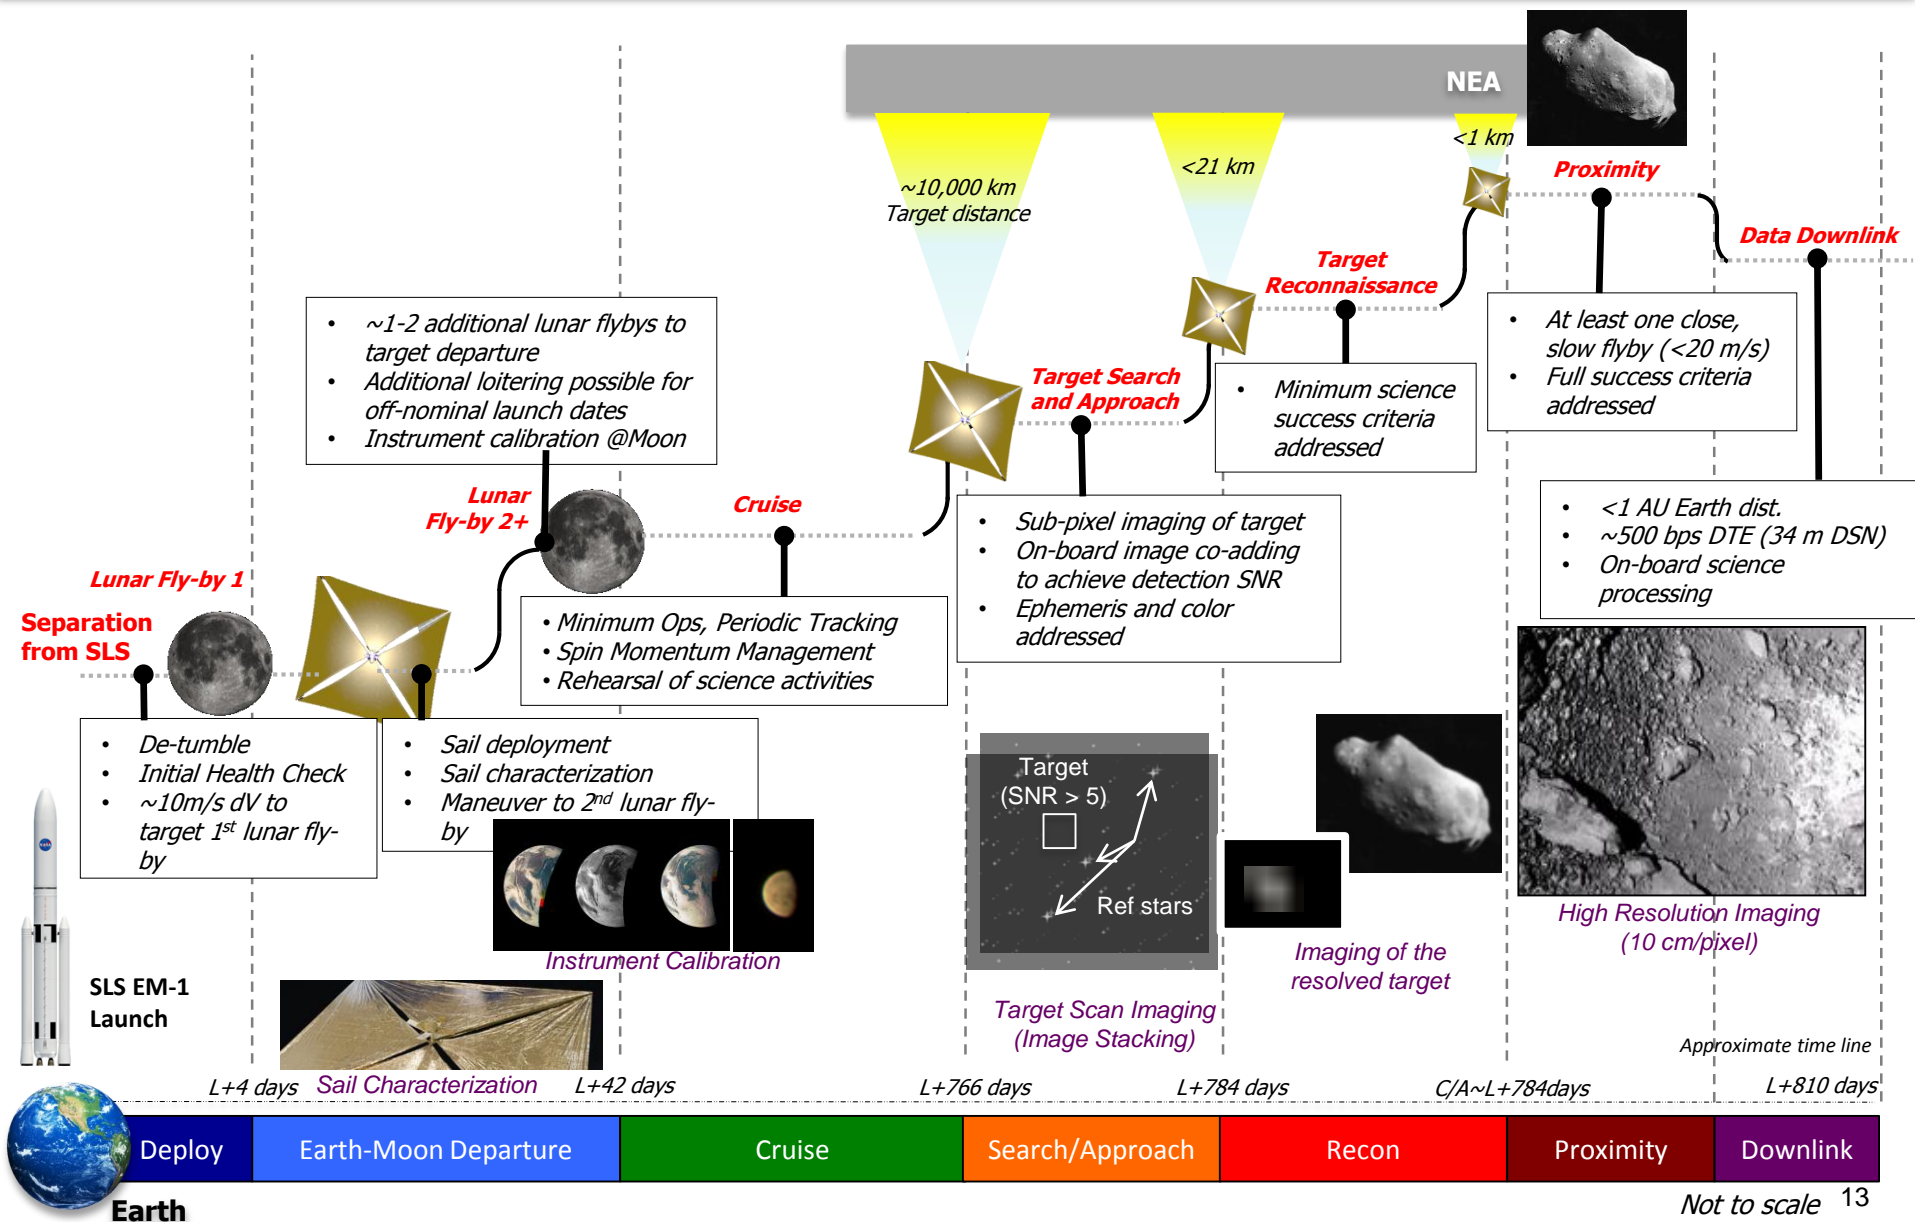 NEA
<1 km
<21 km
~10,000 km
Target distance
Proximity
Data Downlink
Target
Reconnaissance
Target Search
and Approach
Cruise
Lunar
Fly-by 2+
Lunar Fly-by 1
Separation
from SLS
• ~1-2 additional lunar flybys to
target departure
• Additional loitering possible for
off-nominal launch dates
• Instrument calibration @Moon
• At least one close,
slow flyby (<20 m/s)
• Full success criteria
addressed
• Minimum science
success criteria
addressed
• <1 AU Earth dist.
• ~500 bps DTE (34 m DSN)
• On-board science
processing
• Sub-pixel imaging of target
• On-board image co-adding
to achieve detection SNR
• Ephemeris and color
addressed
• Minimum Ops, Periodic Tracking
• Spin Momentum Management
• Rehearsal of science activities
• De-tumble
• Initial Health Check
• ~10m/s dV to
target 1st lunar fly-
by
• Sail deployment
• Sail characterization
• Maneuver to 2nd lunar fly-
by
Target
(SNR > 5)
Ref stars
Instrument Calibration
Target Scan Imaging
(Image Stacking)
Imaging of the
resolved target
High Resolution Imaging
(10 cm/pixel)
NASA
SLS EM-1
Launch
Sail Characterization
Approximate time line
L+4 days
L+42 days
L+766 days
L+784 days
C/A~L+784days
L+810 days
Deploy
Earth-Moon Departure
Cruise
Search/Approach
Recon
Proximity
Downlink
Earth
Not to scale
13